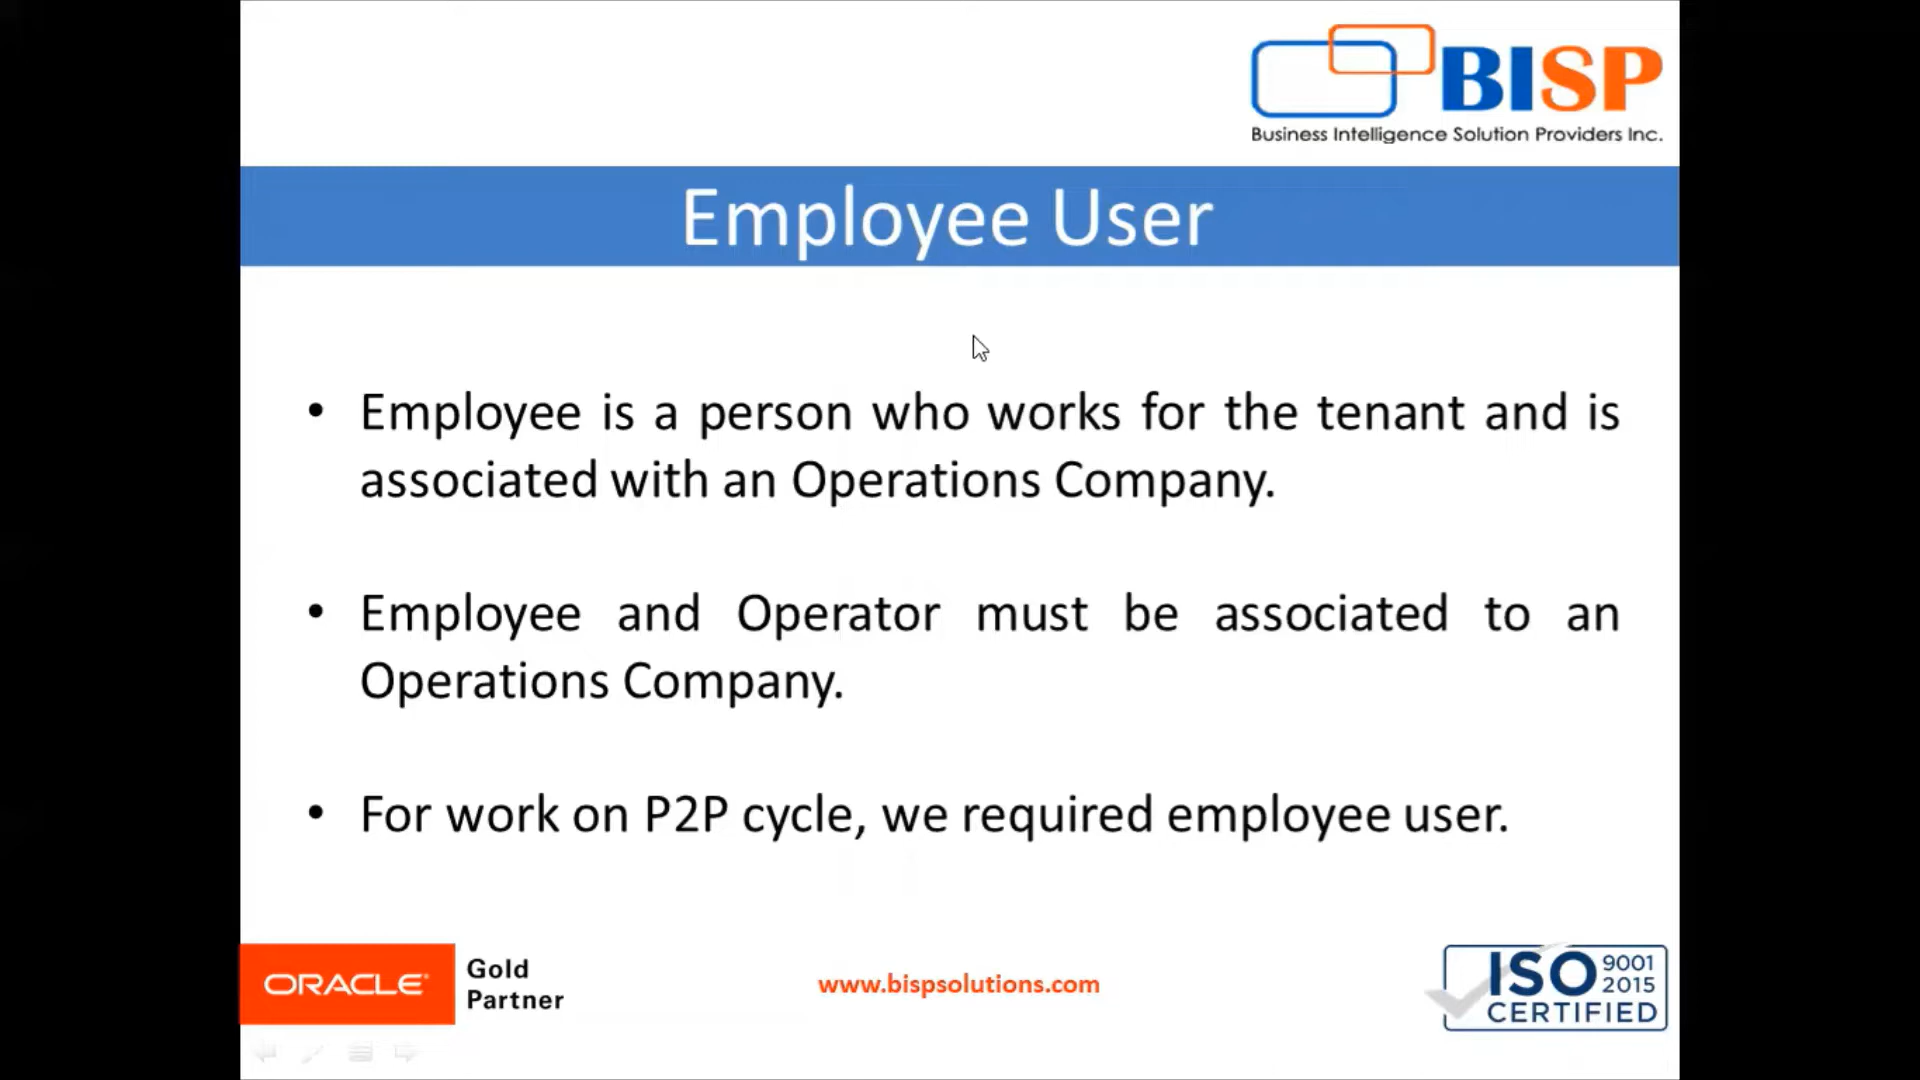 BISP
Business Intelligence Solution Providers Inc.
Employee User
• Employee is a person who works for the tenant and is
associated with an Operations Company.
• Employee and Operator must be associated to an
Operations Company.
• For work on P2P cycle, we required employee user.
ORACLE®
Gold
Partner
www.bispsolutions.com
ISO 9001
2015
CERTIFIED